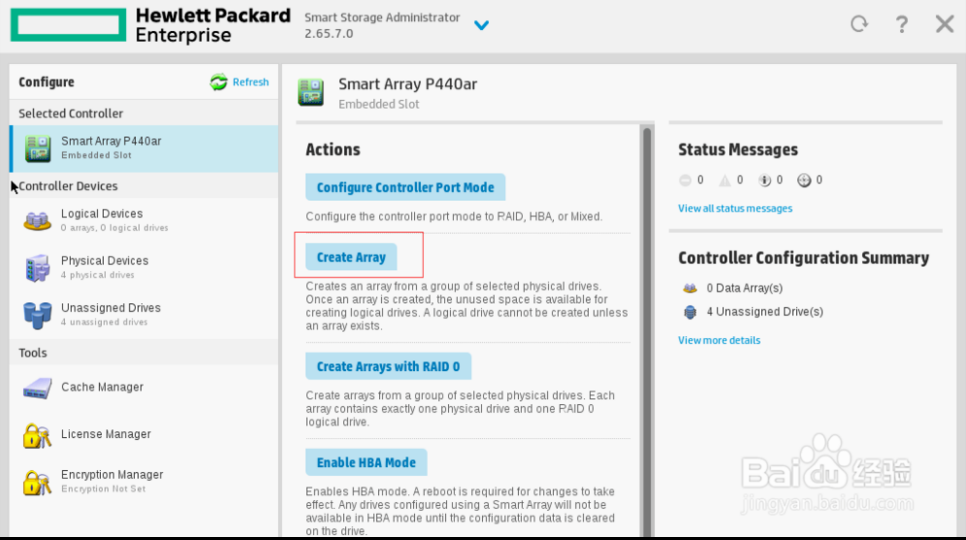 Hewlett Packard
Enterprise
Smart Storage Administrator
2.65.7.0
?
Configure
Refresh
Selected Controller
Smart Array P440ar
Embedded Slot
Controller Devices
Logical Devices
0 arrays, 0 logical drives
Physical Devices
4 physical drives
Unassigned Drives
4 unassigned drives
Tools
Cache Manager
License Manager
Encryption Manager
Encryption Not Set
Smart Array P440ar
Embedded Slot
Actions
Configure Controller Port Mode
Configure the controller port mode to RAID, HBA, or Mixed.
Create Array
Creates an array from a group of selected physical drives.
Once an array is created, the unused space is available for
creating logical drives. A logical drive cannot be created unless
an array exists.
Create Arrays with RAID 0
Create arrays from a group of selected physical drives. Each
array contains exactly one physical drive and one RAID 0
logical drive.
Enable HBA Mode
Enables HBA mode. A reboot is required for changes to take
effect. Any drives configured using a Smart Array will not be
available in HBA mode until the configuration data is cleared
on the drive.
Status Messages
0 0 0 0
View all status messages
Controller Configuration Summary
0 Data Array(s)
4 Unassigned Drive(s)
View more details
Baidu 经验
jingyan.baidu.com